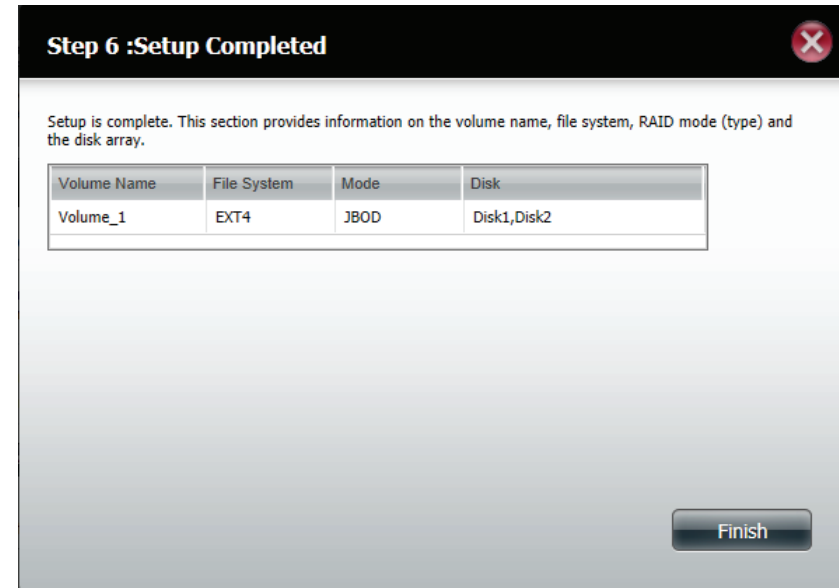 Step 6 :Setup Completed
Setup is complete. This section provides information on the volume name, file system, RAID mode (type) and
the disk array.
Volume Name File System Mode Disk
Volume_1 EXT4 JBOD Disk1,Disk2
Finish